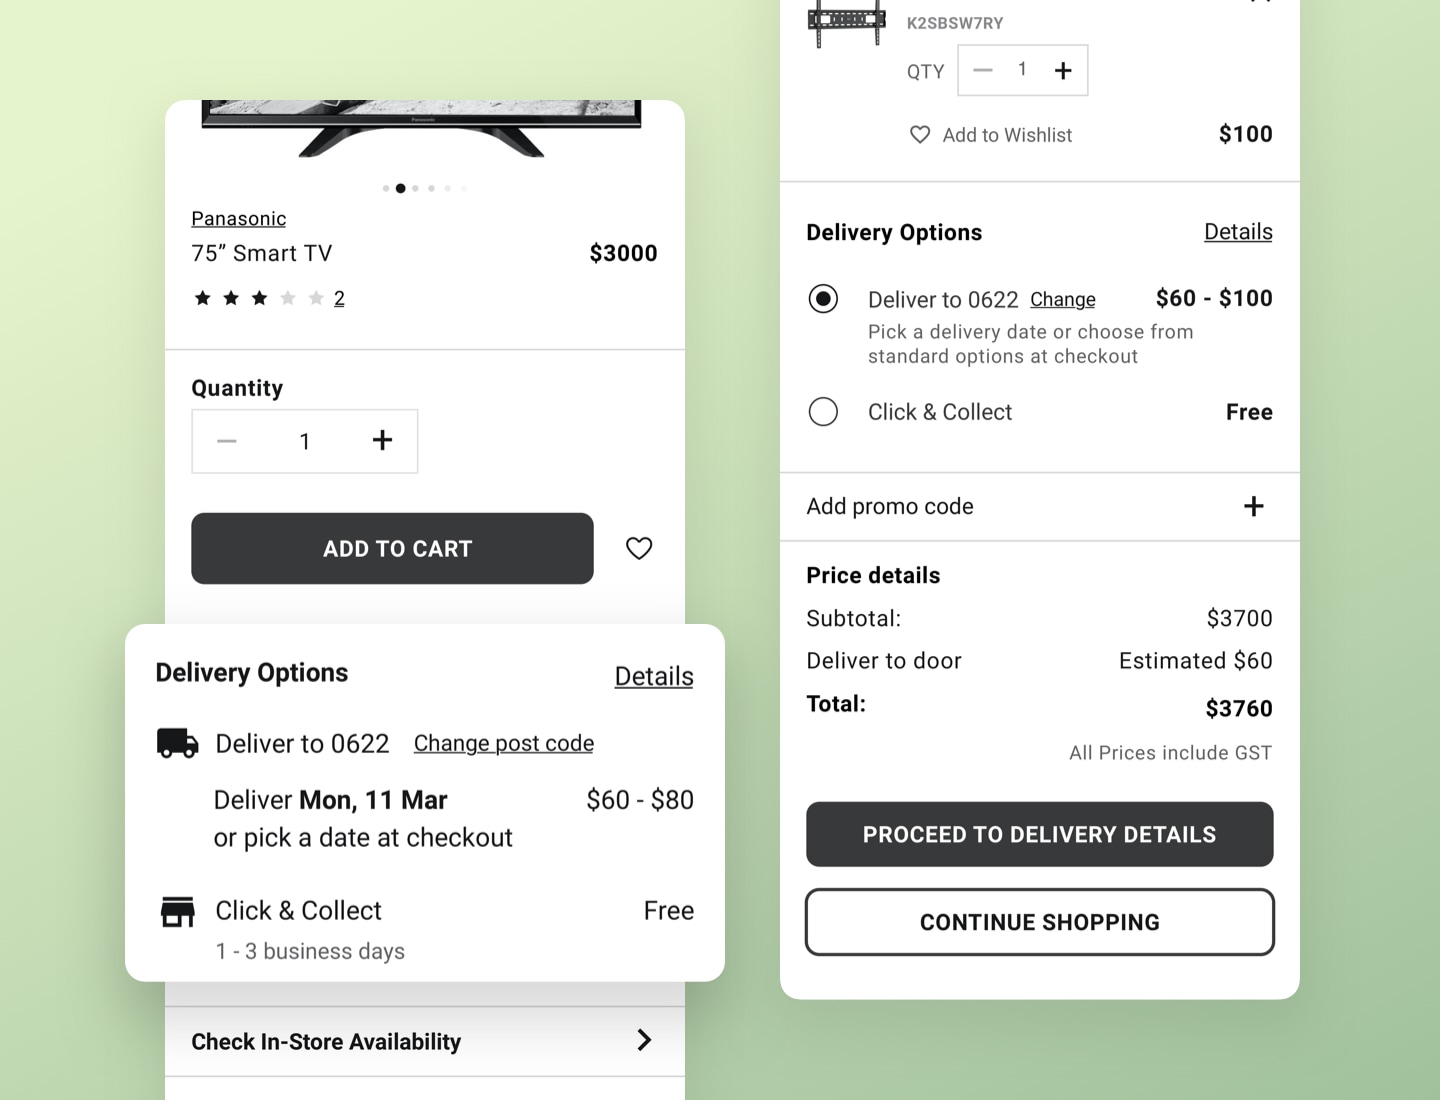 Panasonic
Panasonic
75” Smart TV
$3000
2
Quantity
1
ADD TO CART
Delivery Options
Details
Deliver to 0622
Change post code
Deliver Mon, 11 Mar
$60 - $80
or pick a date at checkout
Click & Collect
Free
1 - 3 business days
Check In-Store Availability
K2SBSW7RY
QTY
1
Add to Wishlist
$100
Delivery Options
Details
Deliver to 0622
Change
$60 - $100
Pick a delivery date or choose from
standard options at checkout
Click & Collect
Free
Add promo code
Price details
Subtotal:
$3700
Deliver to door
Estimated $60
Total:
$3760
All Prices include GST
PROCEED TO DELIVERY DETAILS
CONTINUE SHOPPING